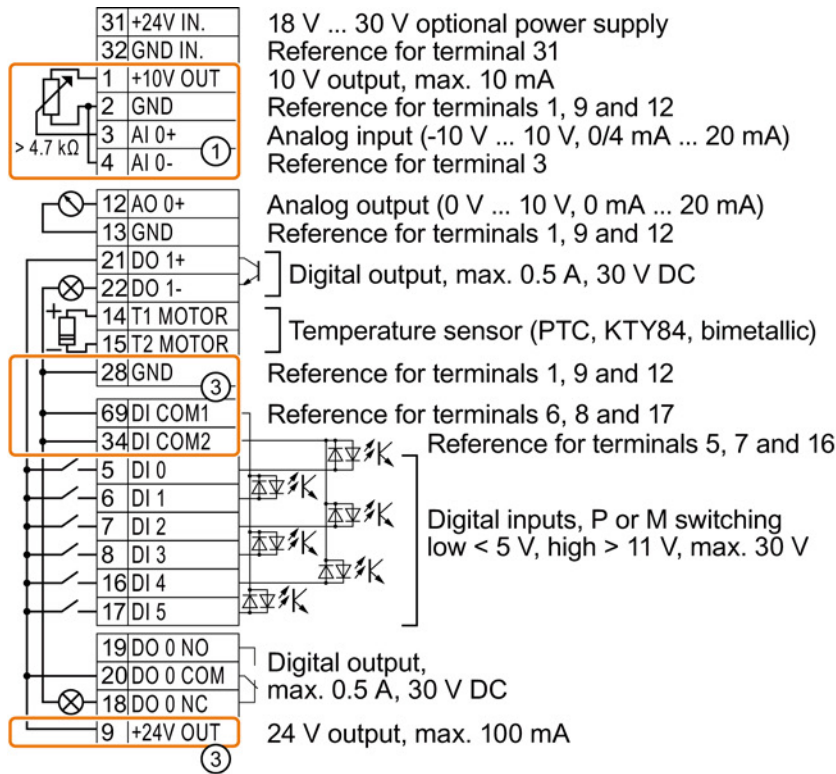 31 +24V IN. 18 V ... 30 V optional power supply
32 GND IN. Reference for terminal 31
1 +10V OUT 10 V output, max. 10 mA
2 GND Reference for terminals 1, 9 and 12
3 AI 0+ Analog input (-10 V ... 10 V, 0/4 mA ... 20 mA)
> 4.7 kΩ
4 AI 0- 1 Reference for terminal 3
12 AO 0+ Analog output (0 V ... 10 V, 0 mA ... 20 mA)
13 GND Reference for terminals 1, 9 and 12
21 DO 1+
Digital output, max. 0.5 A, 30 V DC
22 DO 1-
+
14 T1 MOTOR
Temperature sensor (PTC, KTY84, bimetallic)
–
15 T2 MOTOR
28 GND 3 Reference for terminals 1, 9 and 12
69 DI COM1 Reference for terminals 6, 8 and 17
34 DI COM2 Reference for terminals 5, 7 and 16
5 DI 0
6 DI 1
7 DI 2 Digital inputs, P or M switching
8 DI 3 low < 5 V, high > 11 V, max. 30 V
16 DI 4
17 DI 5
19 DO 0 NO
Digital output,
20 DO 0 COM
max. 0.5 A, 30 V DC
18 DO 0 NC
9 +24V OUT 24 V output, max. 100 mA
3